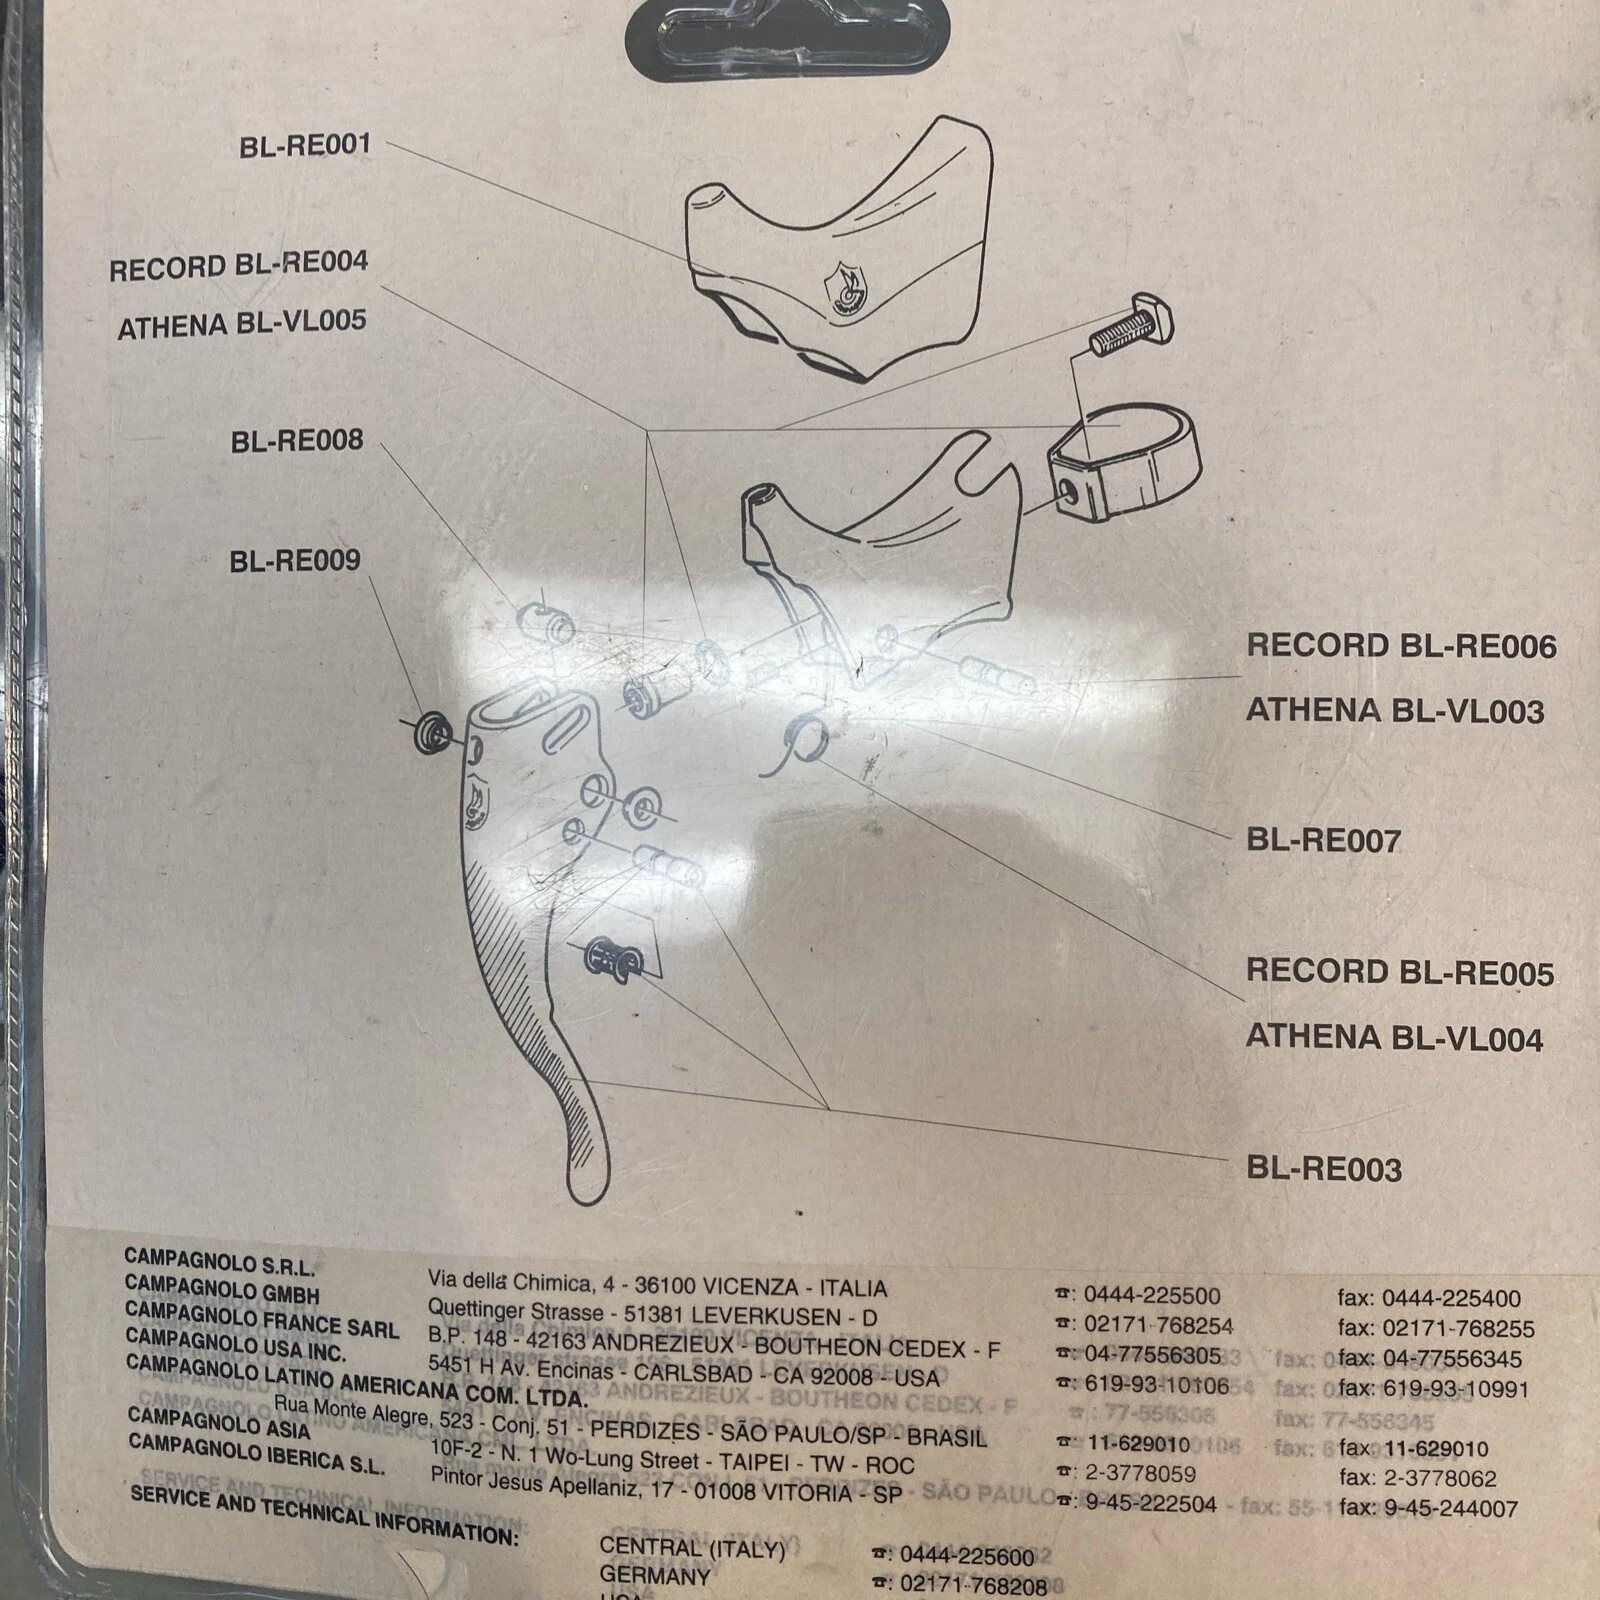 BL-RE001
RECORD BL-RE004
ATHENA BL-VL005
BL-RE008
BL-RE009
RECORD BL-RE006
ATHENA BL-VL003
BL-RE007
RECORD BL-RE005
ATHENA BL-VL004
BL-RE003
CAMPAGNOLO S.R.L. Via della Chimica, 4 - 36100 VICENZA - ITALIA ☎: 0444-225500 fax: 0444-225400
CAMPAGNOLO GMBH Quettinger Strasse - 51381 LEVERKUSEN - D ☎: 02171-768254 fax: 02171-768255
CAMPAGNOLO FRANCE SARL B.P. 148 - 42163 ANDREZIEUX - BOUTHEON CEDEX - F ☎: 04-77556305 fax: 04-77556345
CAMPAGNOLO USA INC. 5451 H Av. Encinas - CARLSBAD - CA 92008 - USA ☎: 619-93-10106 fax: 619-93-10991
CAMPAGNOLO LATINO AMERICANA COM. LTDA.
Rua Monte Alegre, 523 - Conj. 51 - PERDIZES - SÃO PAULO/SP - BRASIL ☎: 11-629010 fax: 11-629010
CAMPAGNOLO ASIA 10F-2 - N. 1 Wo-Lung Street - TAIPEI - TW - ROC ☎: 2-3778059 fax: 2-3778062
CAMPAGNOLO IBERICA S.L. Pintor Jesus Apellaniz, 17 - 01008 VITORIA - SP ☎: 9-45-222504 fax: 9-45-244007
SERVICE AND TECHNICAL INFORMATION:
CENTRAL (ITALY) ☎: 0444-225600
GERMANY ☎: 02171-768208